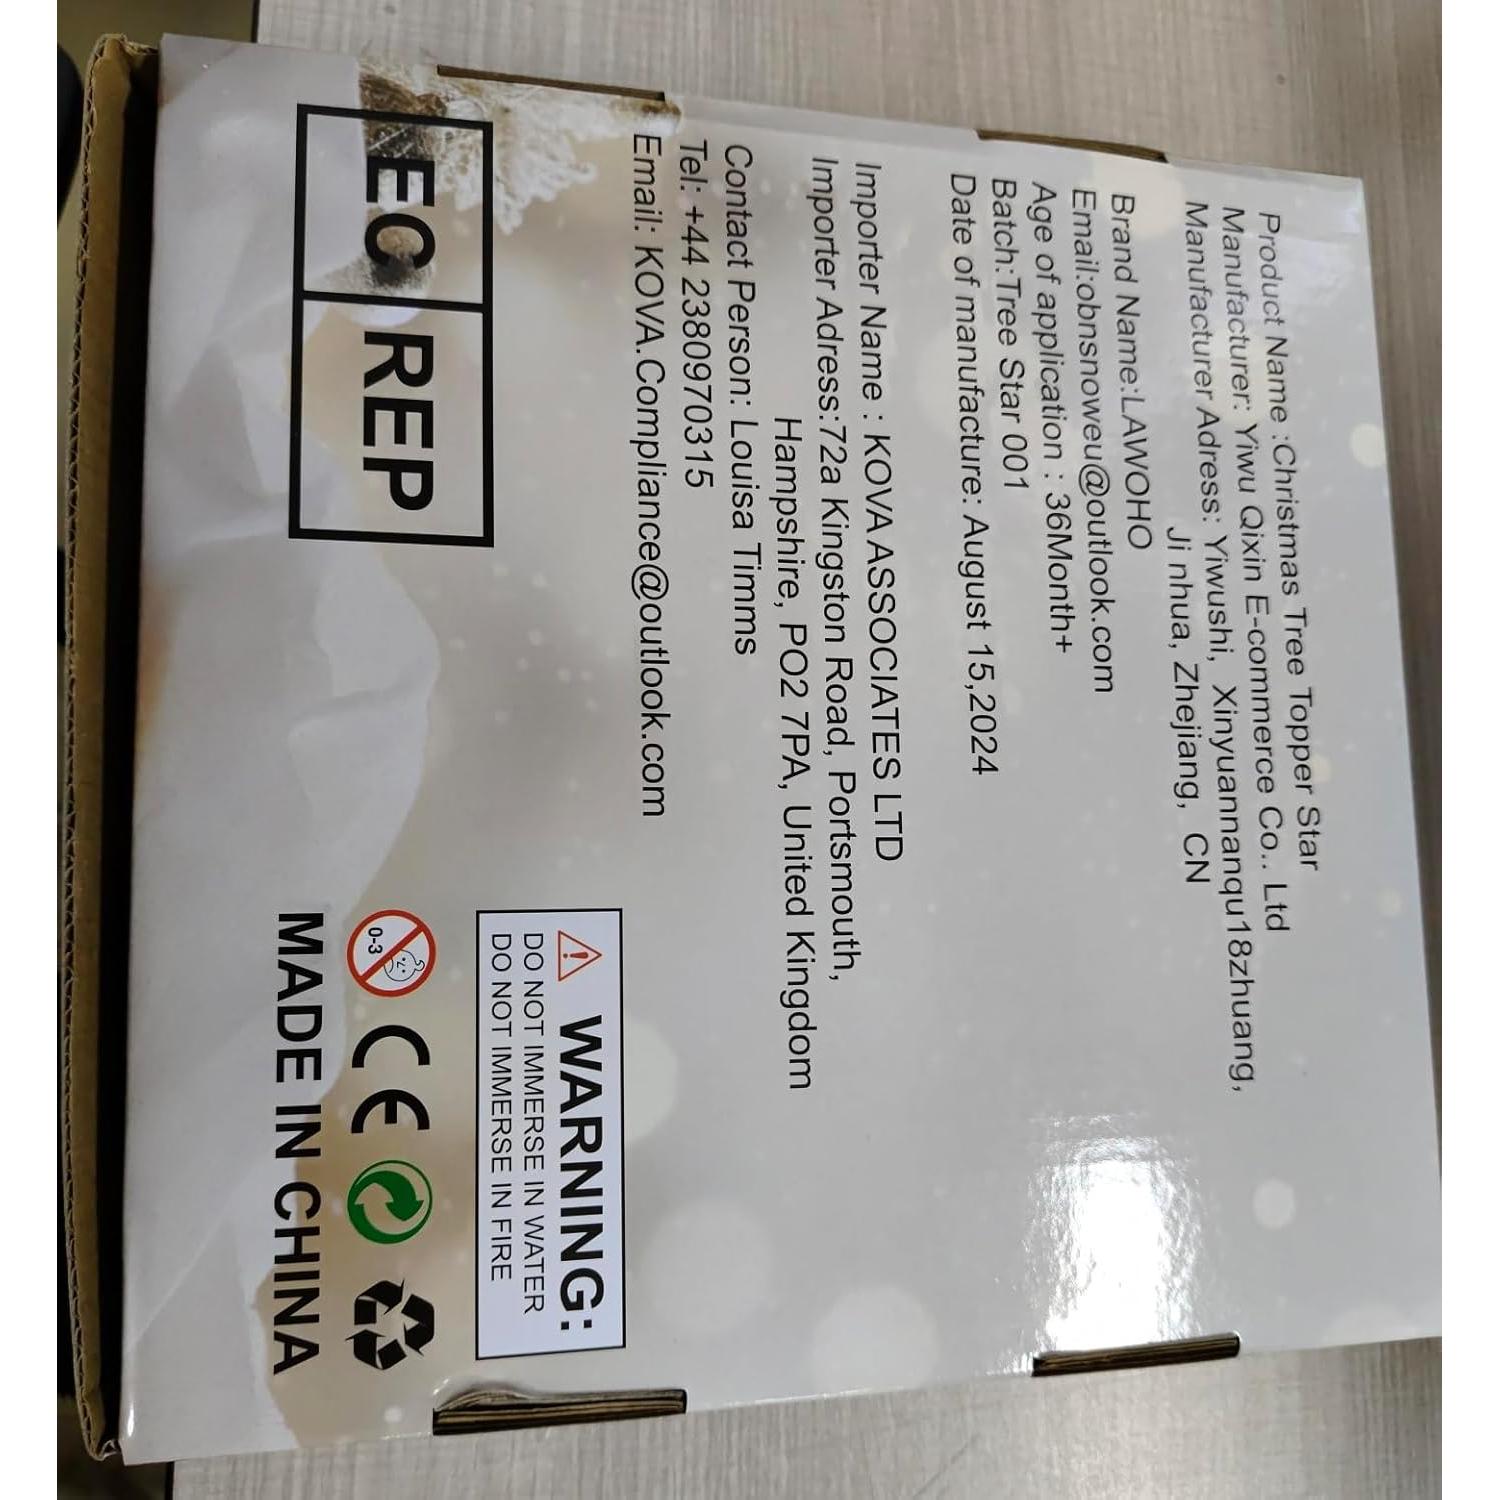 Product Name :Christmas Tree Topper Star
Manufacturer: Yiwu Qixin E-commerce Co.. Ltd
Manufacturer Adress: Yiwushi, Xinyuannanqu18zhuang,
Ji nhua, Zhejiang, CN
Brand Name:LAWOHO
Email:obnsnoweu@outlook.com
Age of application : 36Month+
Batch:Tree Star 001
Date of manufacture: August 15,2024
Importer Name : KOVA ASSOCIATES LTD
Importer Adress:72a Kingston Road, Portsmouth,
Hampshire, PO2 7PA, United Kingdom
Contact Person: Louisa Timms
Tel: +44 2380970315
Email: KOVA.Compliance@outlook.com
EC REP
WARNING:
DO NOT IMMERSE IN WATER
DO NOT IMMERSE IN FIRE
0-3 CE
MADE IN CHINA